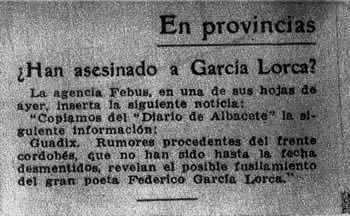 En provincias
¿Han asesinado a García Lorca?
La agencia Febus, en una de sus hojas de
ayer, inserta la siguiente noticia:
"Copiamos del "Diario de Albacete" la si-
guiente información:
Guadix. Rumores procedentes del frente
cordobés, que no han sido hasta la fecha
desmentidos, revelan el posible fusilamiento
del gran poeta Federico García Lorca."